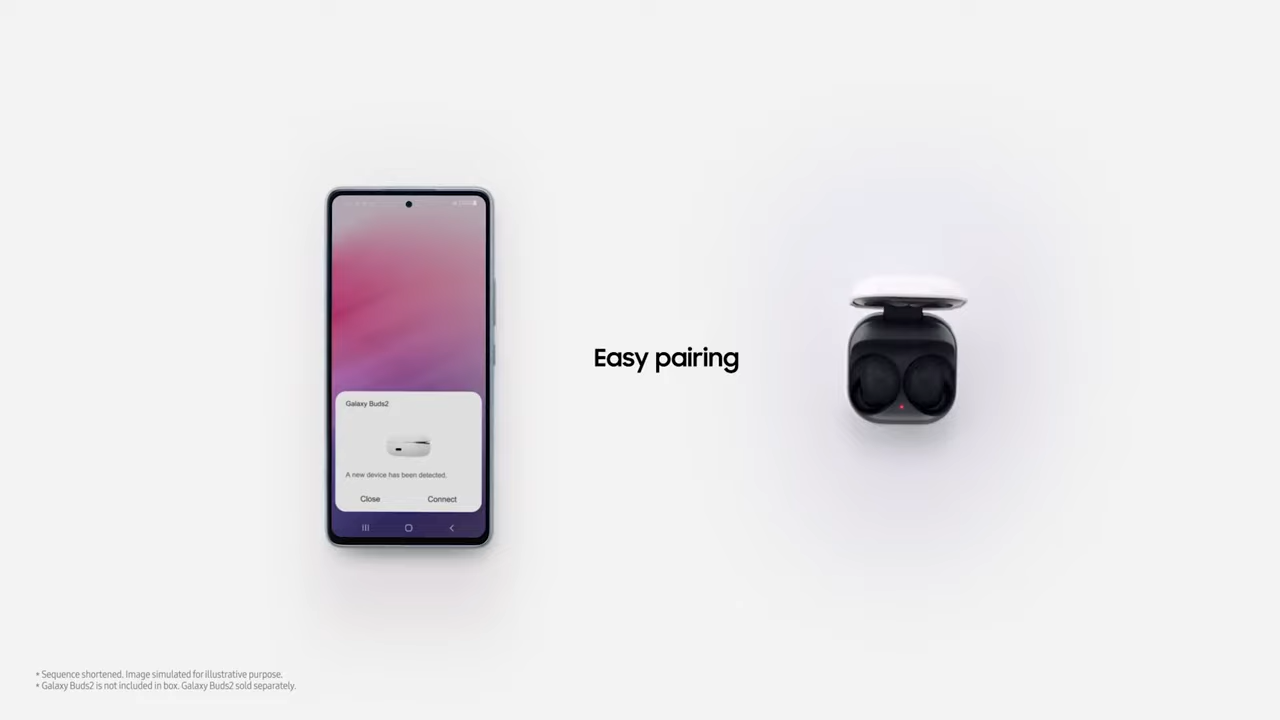 Galaxy Buds2
A new device has been detected.
Close Connect
Easy pairing
* Sequence shortened. Image simulated for illustrative purpose.
* Galaxy Buds2 is not included in box. Galaxy Buds2 sold separately.